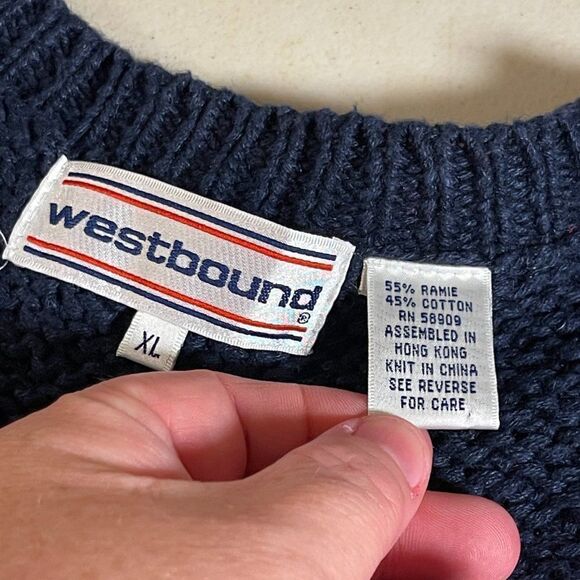 westbound®
XL
55% RAMIE
45% COTTON
RN 58909
ASSEMBLED IN
HONG KONG
KNIT IN CHINA
SEE REVERSE
FOR CARE